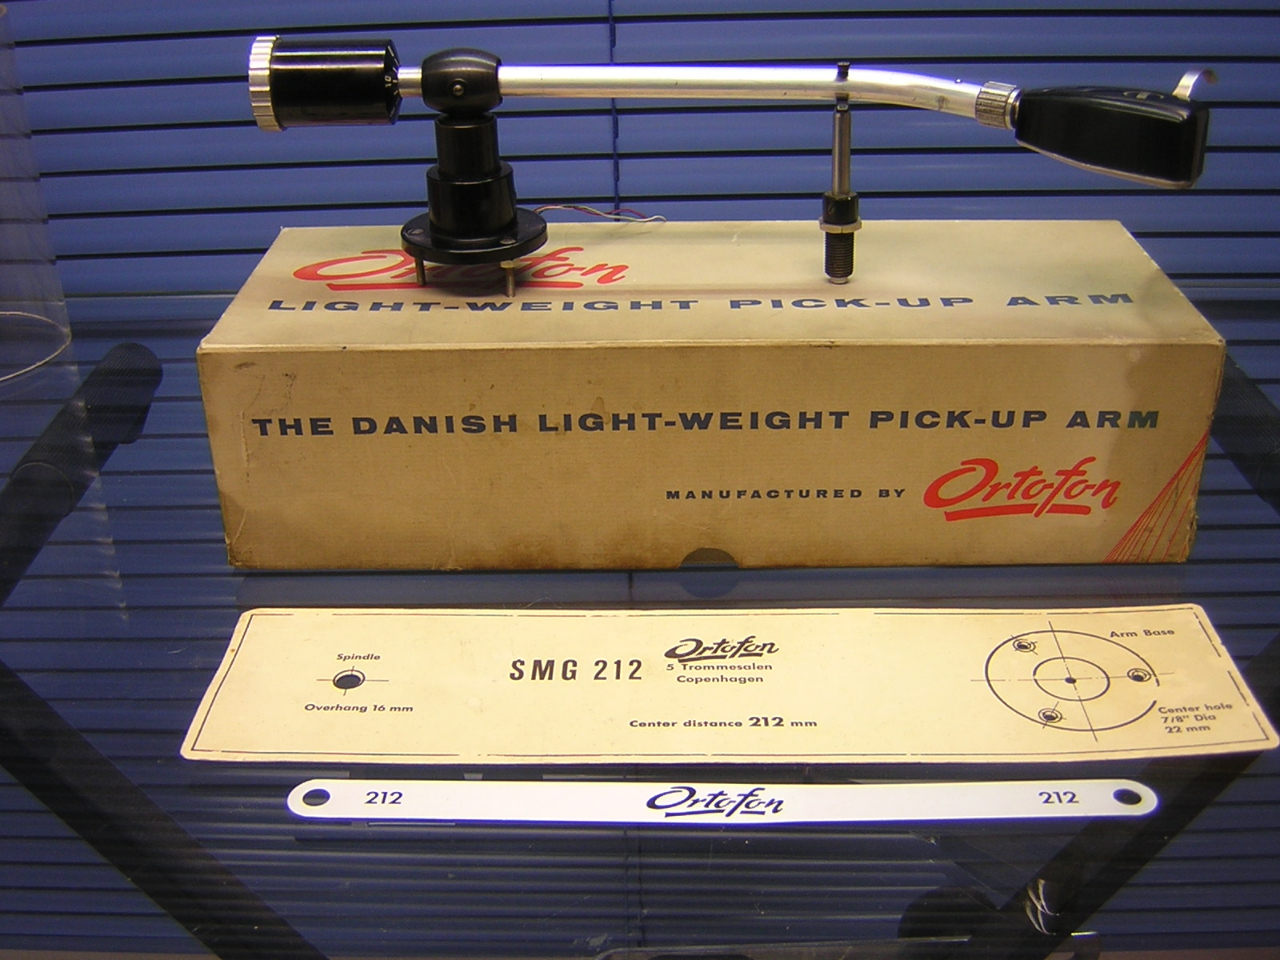 Ortofon
LIGHT-WEIGHT PICK-UP ARM
THE DANISH LIGHT-WEIGHT PICK-UP ARM
MANUFACTURED BY Ortofon
Spindle
Overhang 16 mm
SMG 212
Ortofon
5 Trommesalen
Copenhagen
Center distance 212 mm
Arm Base
Center hole
7/8" Dia
22 mm
212 Ortofon 212